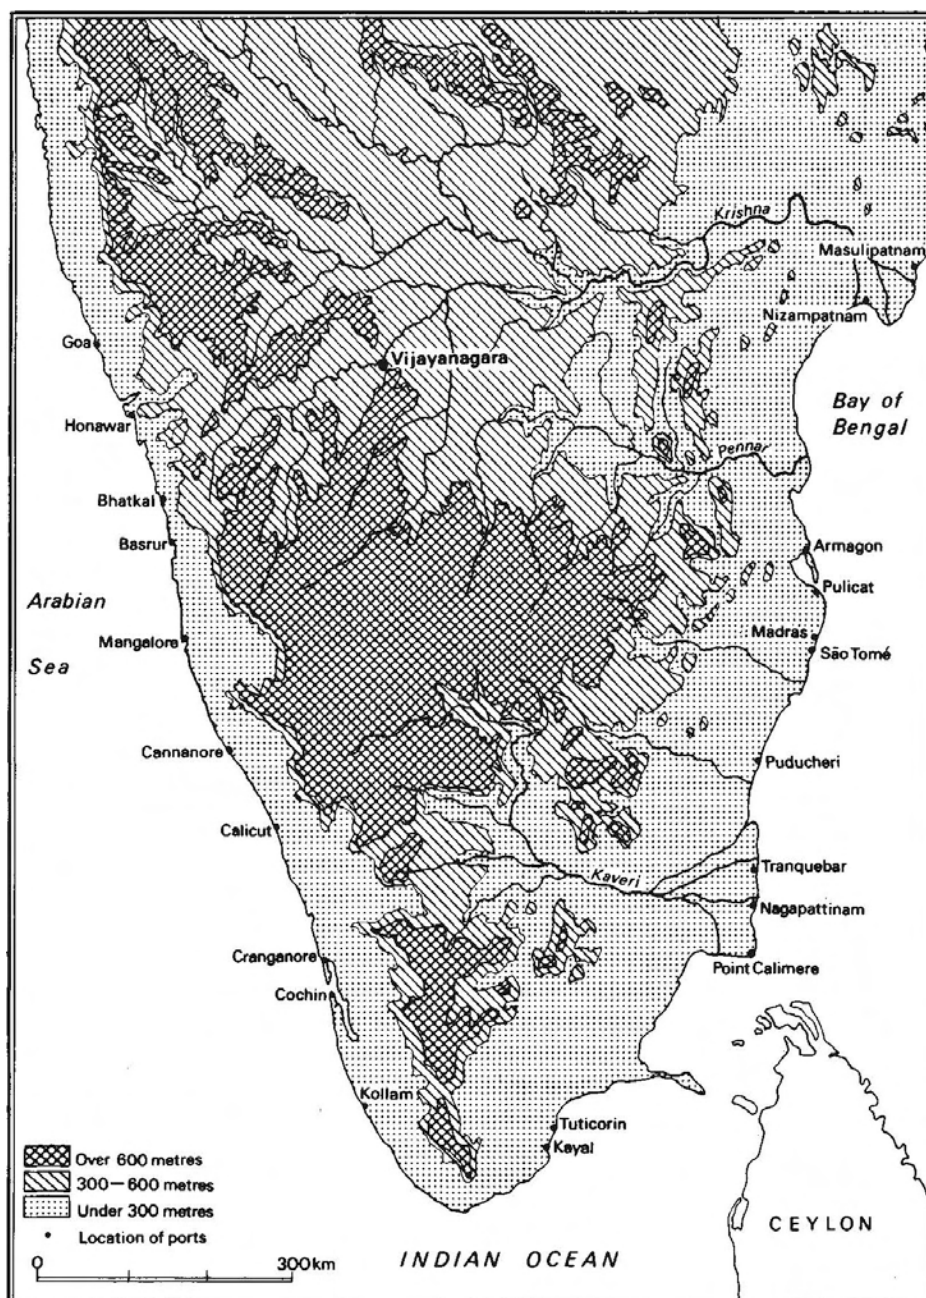 Krishna
Masulipatnam
Nizampatnam
Goa
Vijayanagara
Bay of
Bengal
Honawar
Pennar
Bhatkal
Basrur
Armagon
Arabian
Sea
Pulicat
Mangalore
Madras
São Tomé
Cannanore
Puducheri
Calicut
Kaveri
Tranquebar
Nagapattinam
Cranganore
Point Calimere
Cochin
Kollam
Tuticorin
Kayal
Over 600 metres
300–600 metres
Under 300 metres
Location of ports
CEYLON
0 300km
INDIAN OCEAN